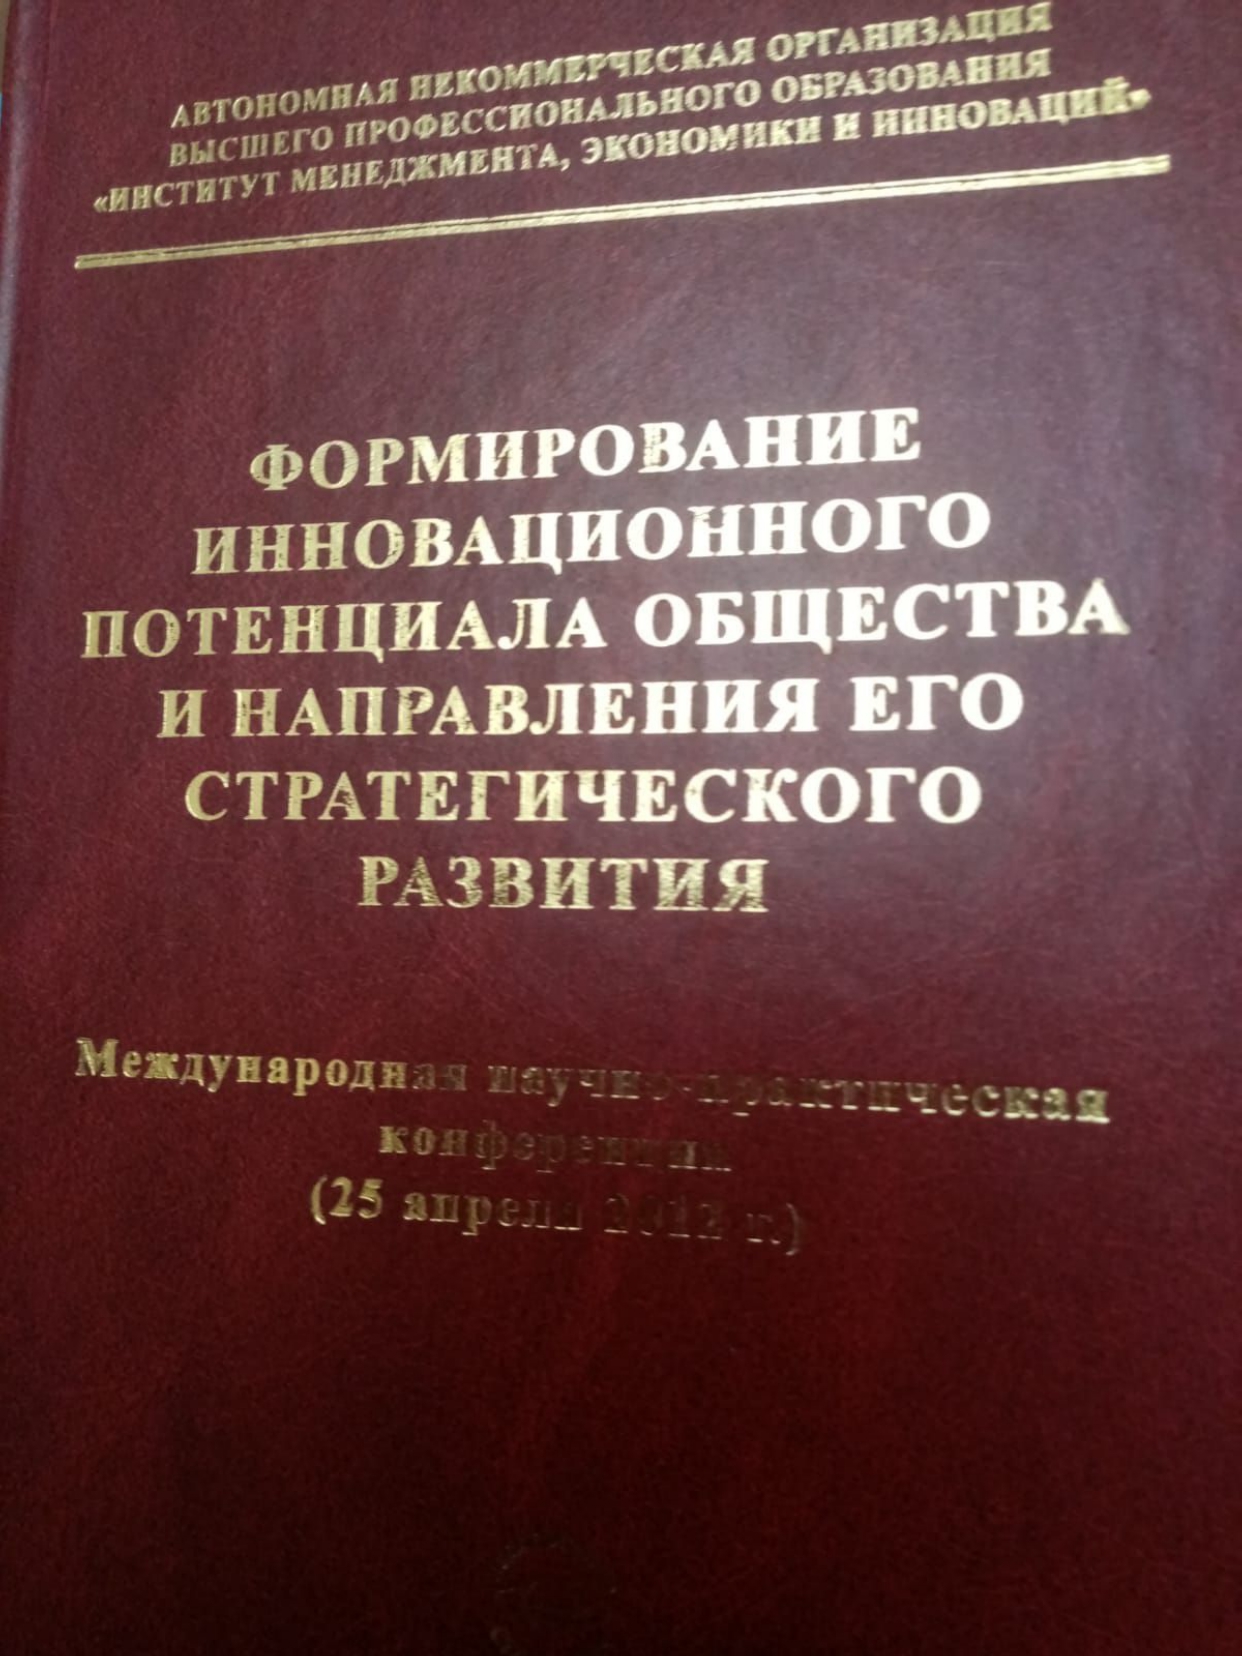 АВТОНОМНАЯ НЕКОММЕРЧЕСКАЯ ОРГАНИЗАЦИЯ
ВЫСШЕГО ПРОФЕССИОНАЛЬНОГО ОБРАЗОВАНИЯ
«ИНСТИТУТ МЕНЕДЖМЕНТА, ЭКОНОМИКИ И ИННОВАЦИЙ»
ФОРМИРОВАНИЕ
ИННОВАЦИОННОГО
ПОТЕНЦИАЛА ОБЩЕСТВА
И НАПРАВЛЕНИЯ ЕГО
СТРАТЕГИЧЕСКОГО
РАЗВИТИЯ
Международная научно-практическая
конференция
(25 апреля 2012 г.)